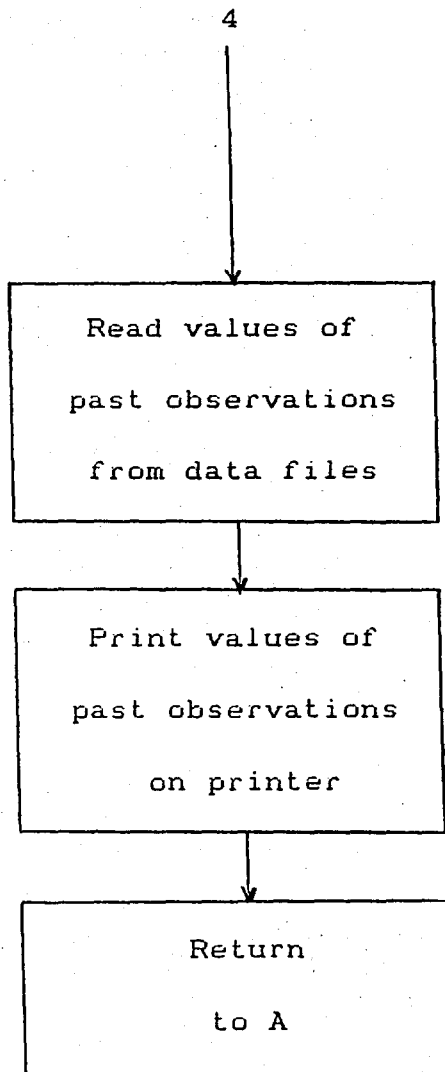 4
Read values of
past observations
from data files
Print values of
past observations
on printer
Return
to A